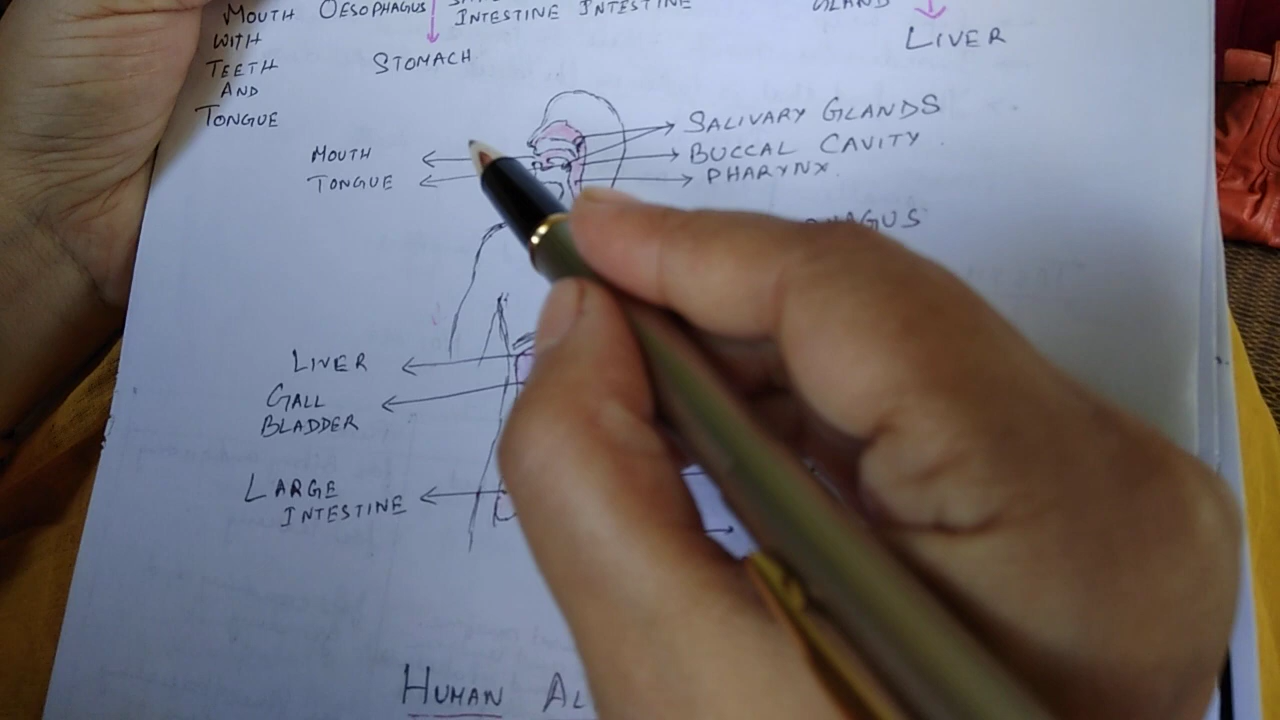 MOUTH OESOPHAGUS
INTESTINE INTESTINE
WITH
TEETH
AND
TONGUE
STOMACH
GLAND
LIVER
SALIVARY GLANDS
MOUTH
BUCCAL CAVITY
TONGUE
PHARYNX
LIVER
GALL
BLADDER
LARGE
INTESTINE
HUMAN